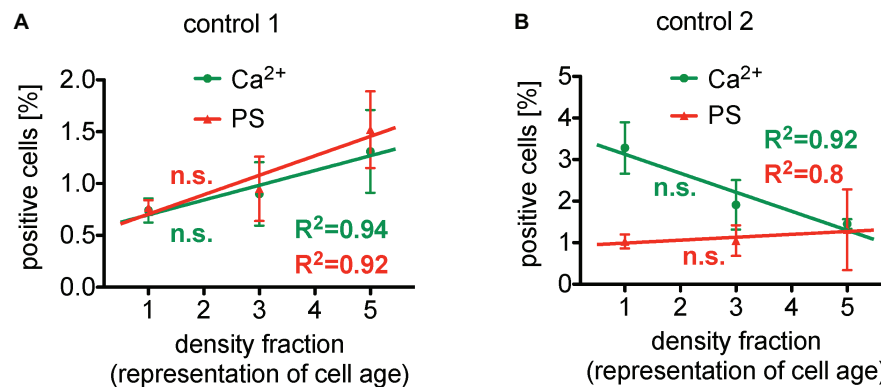 A
control 1
positive cells [%]
2.0
1.5
1.0
0.5
0.0
Ca²⁺
PS
n.s.
n.s.
R²=0.94
R²=0.92
1 2 3 4 5
density fraction
(representation of cell age)
B
control 2
positive cells [%]
5
4
3
2
1
0
Ca²⁺
PS
R²=0.92
R²=0.8
n.s.
n.s.
1 2 3 4 5
density fraction
(representation of cell age)